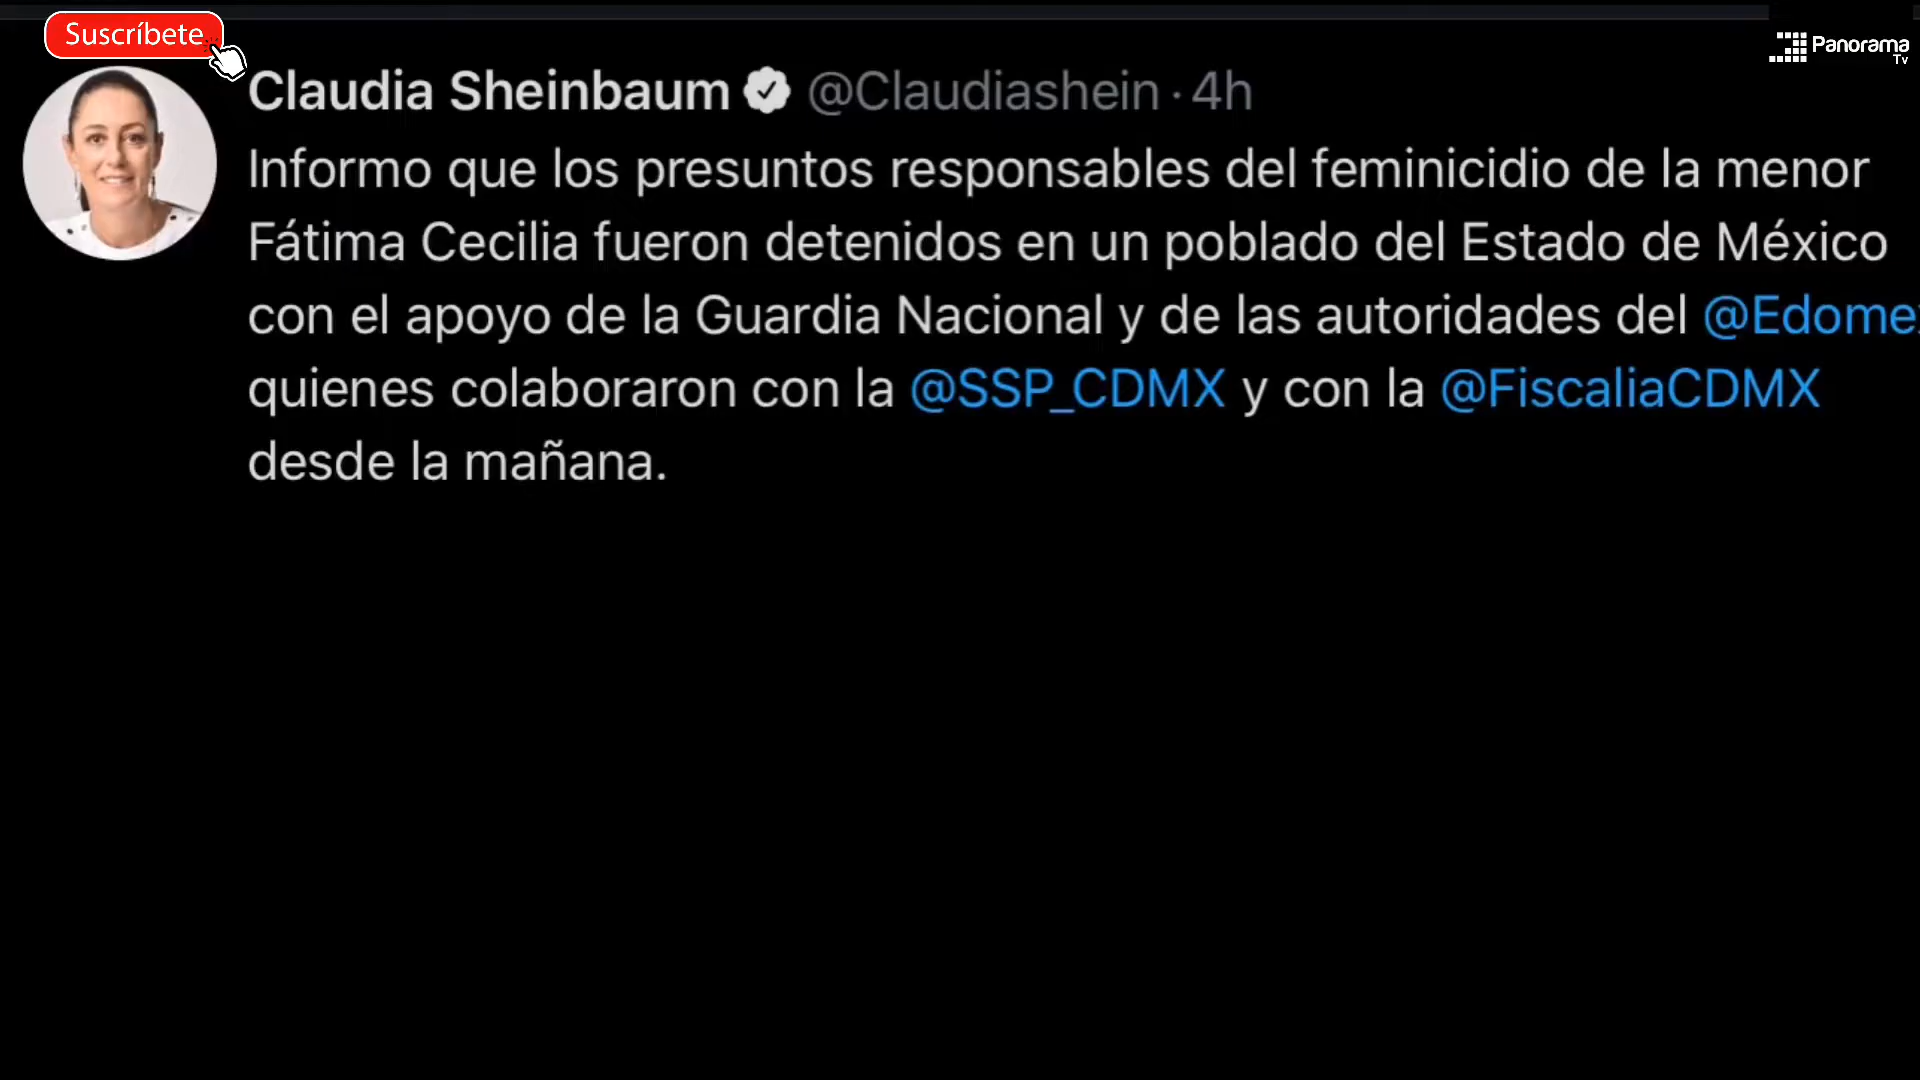 Suscríbete
Panorama
Tv
Claudia Sheinbaum @Claudiashein · 4h
Informo que los presuntos responsables del feminicidio de la menor
Fátima Cecilia fueron detenidos en un poblado del Estado de México
con el apoyo de la Guardia Nacional y de las autoridades del
quienes colaboraron con la @SSP_CDMX y con la @FiscaliaCDMX
desde la mañana.